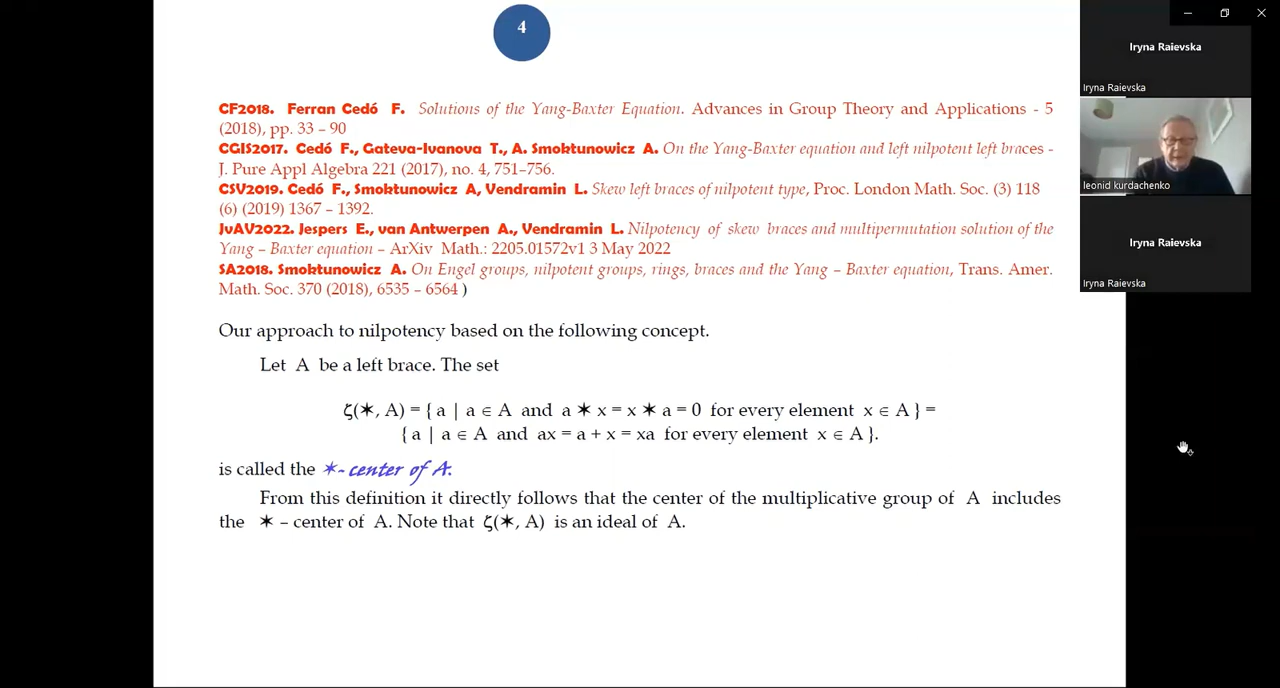 4
CF2018. Ferran Cedó F. Solutions of the Yang-Baxter Equation. Advances in Group Theory and Applications - 5
(2018), pp. 33 – 90
CGIS2017. Cedó F., Gateva-Ivanova T., A. Smoktunowicz A. On the Yang-Baxter equation and left nilpotent left braces -
J. Pure Appl Algebra 221 (2017), no. 4, 751–756.
CSV2019. Cedó F., Smoktunowicz A, Vendramin L. Skew left braces of nilpotent type, Proc. London Math. Soc. (3) 118
(6) (2019) 1367 – 1392.
JvAV2022. Jespers E., van Antwerpen A., Vendramin L. Nilpotency of skew braces and multipermutation solution of the
Yang – Baxter equation – ArXiv Math.: 2205.01572v1 3 May 2022
SA2018. Smoktunowicz A. On Engel groups, nilpotent groups, rings, braces and the Yang – Baxter equation, Trans. Amer.
Math. Soc. 370 (2018), 6535 – 6564 )
Our approach to nilpotency based on the following concept.
Let A be a left brace. The set
ζ(✶, A) = { a | a ∈ A and a ✶ x = x ✶ a = 0 for every element x ∈ A } =
{ a | a ∈ A and ax = a + x = xa for every element x ∈ A }.
is called the ✶- center of A.
From this definition it directly follows that the center of the multiplicative group of A includes
the ✶ – center of A. Note that ζ(✶, A) is an ideal of A.
Iryna Raievska
Iryna Raievska
leonid kurdachenko
Iryna Raievska
Iryna Raievska